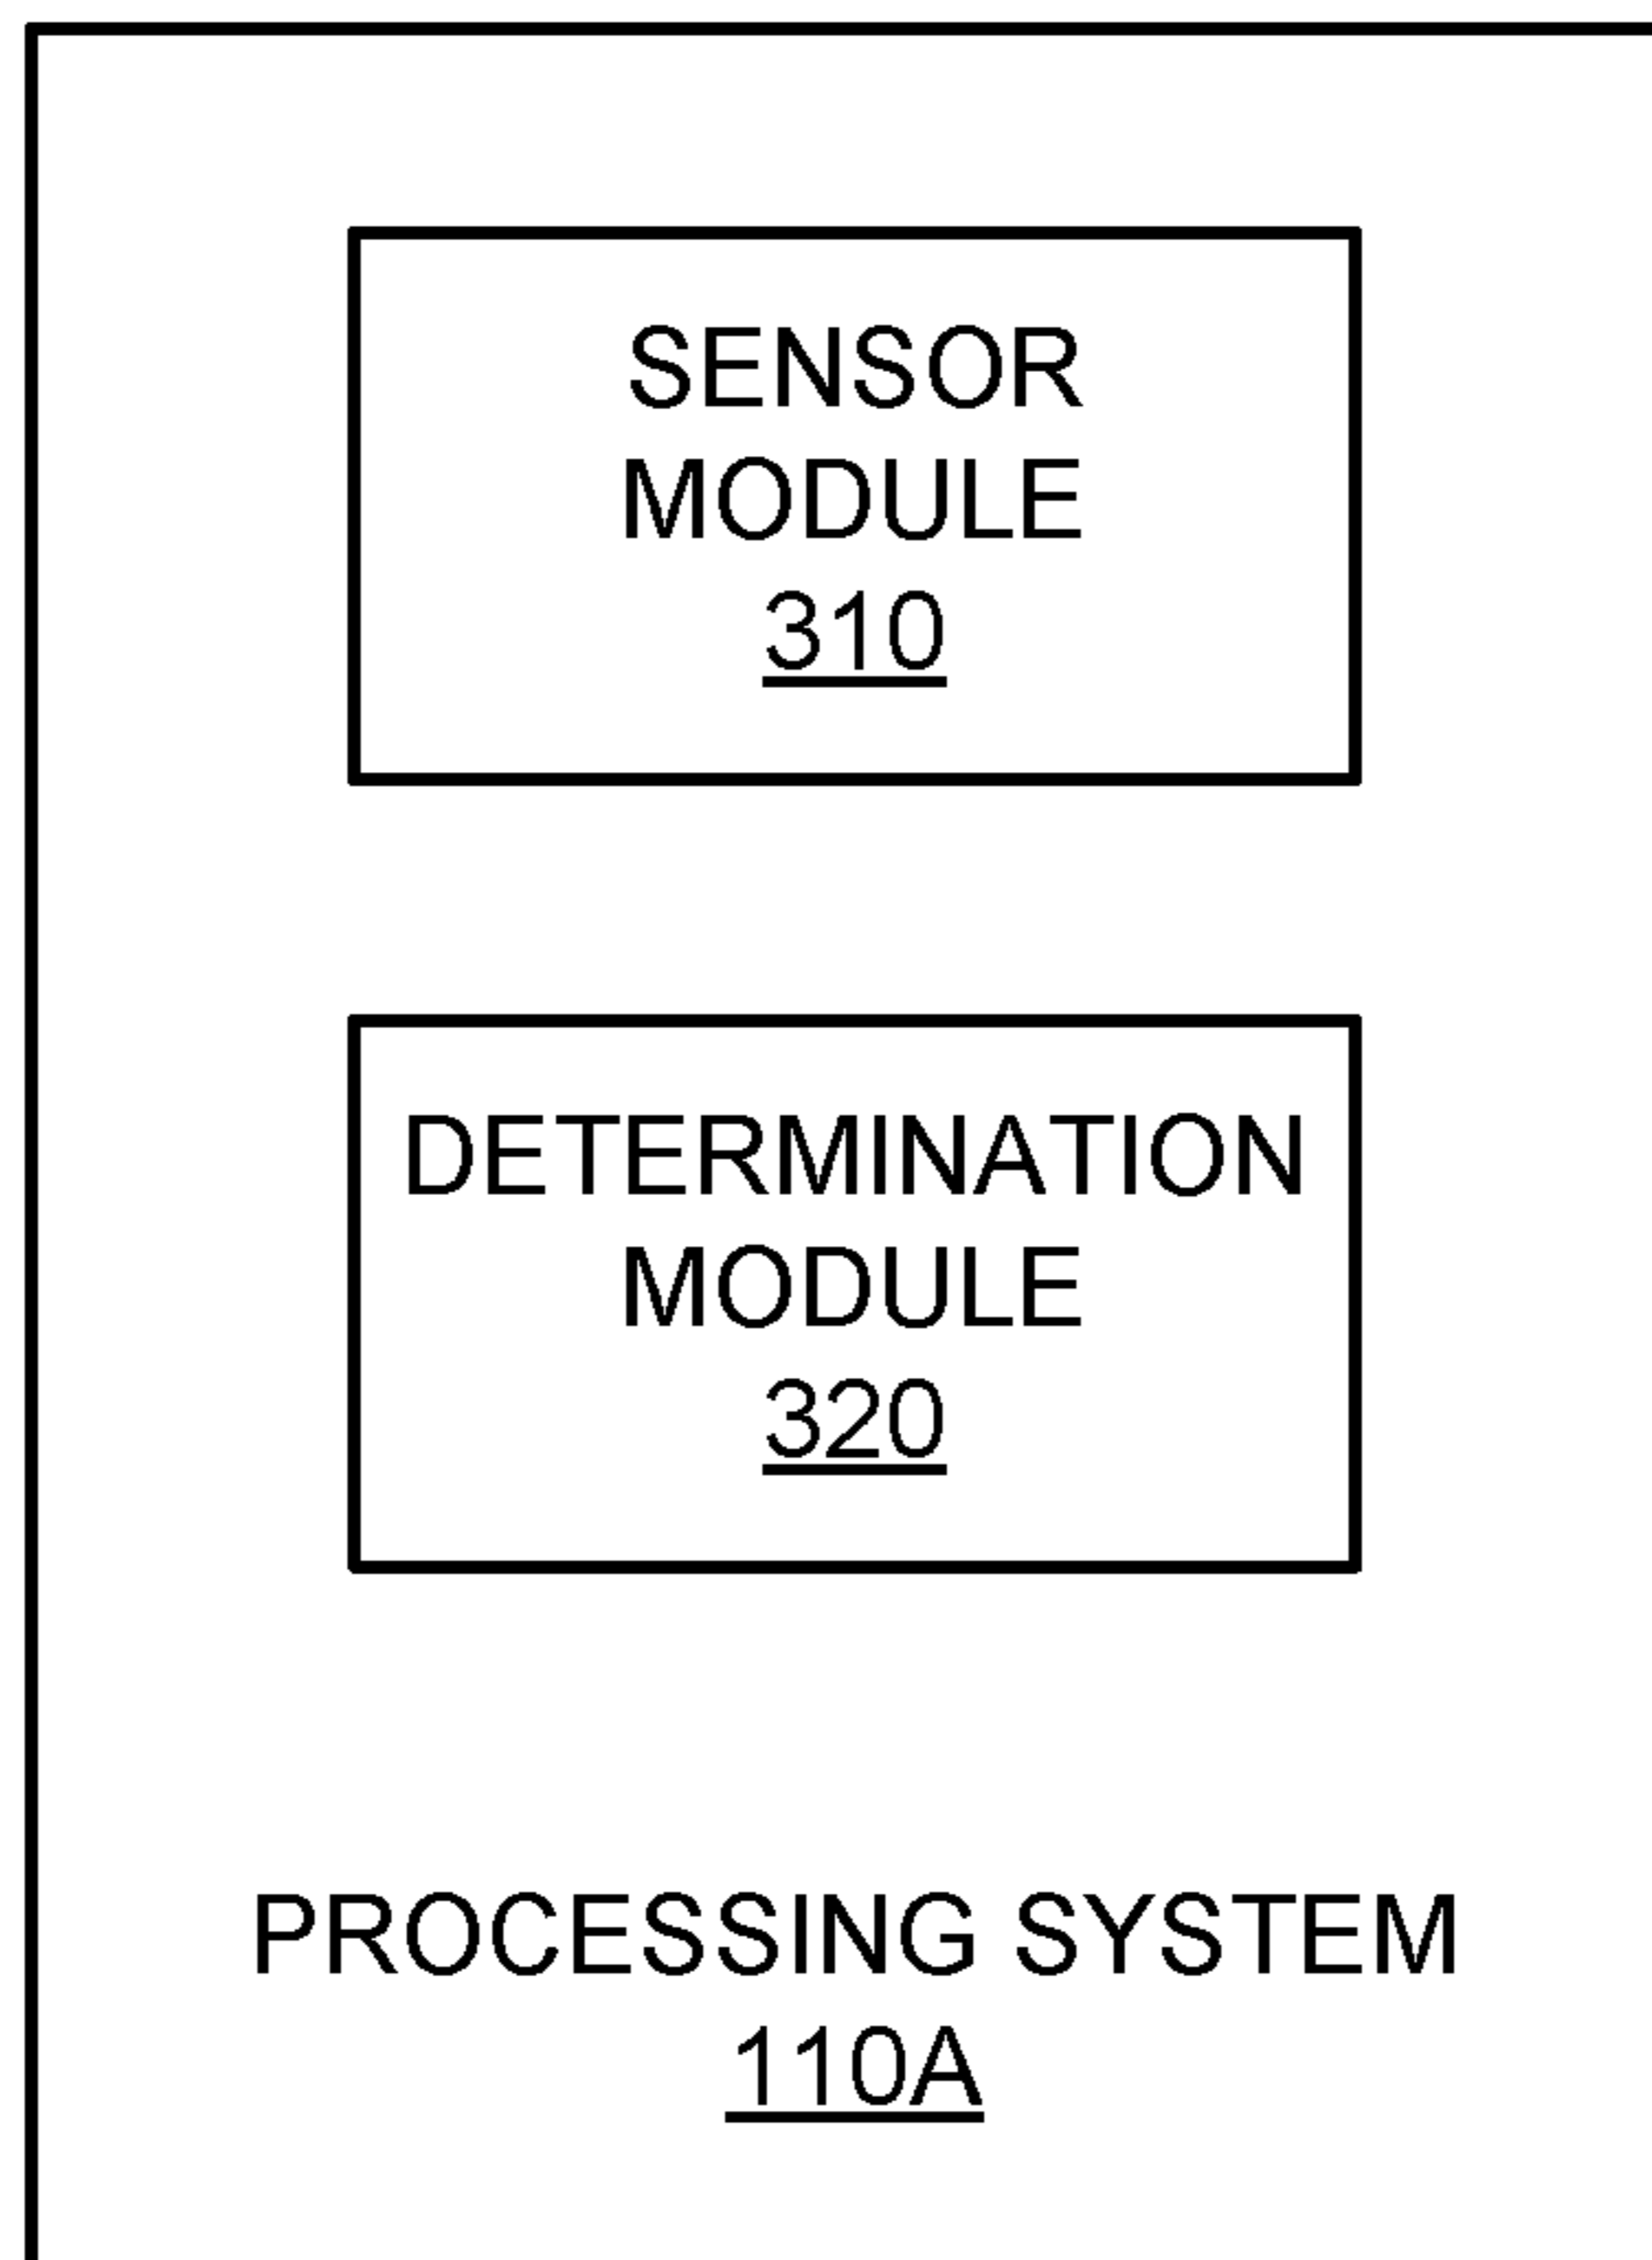 SENSOR
MODULE
310
DETERMINATION
MODULE
320
PROCESSING SYSTEM
110A